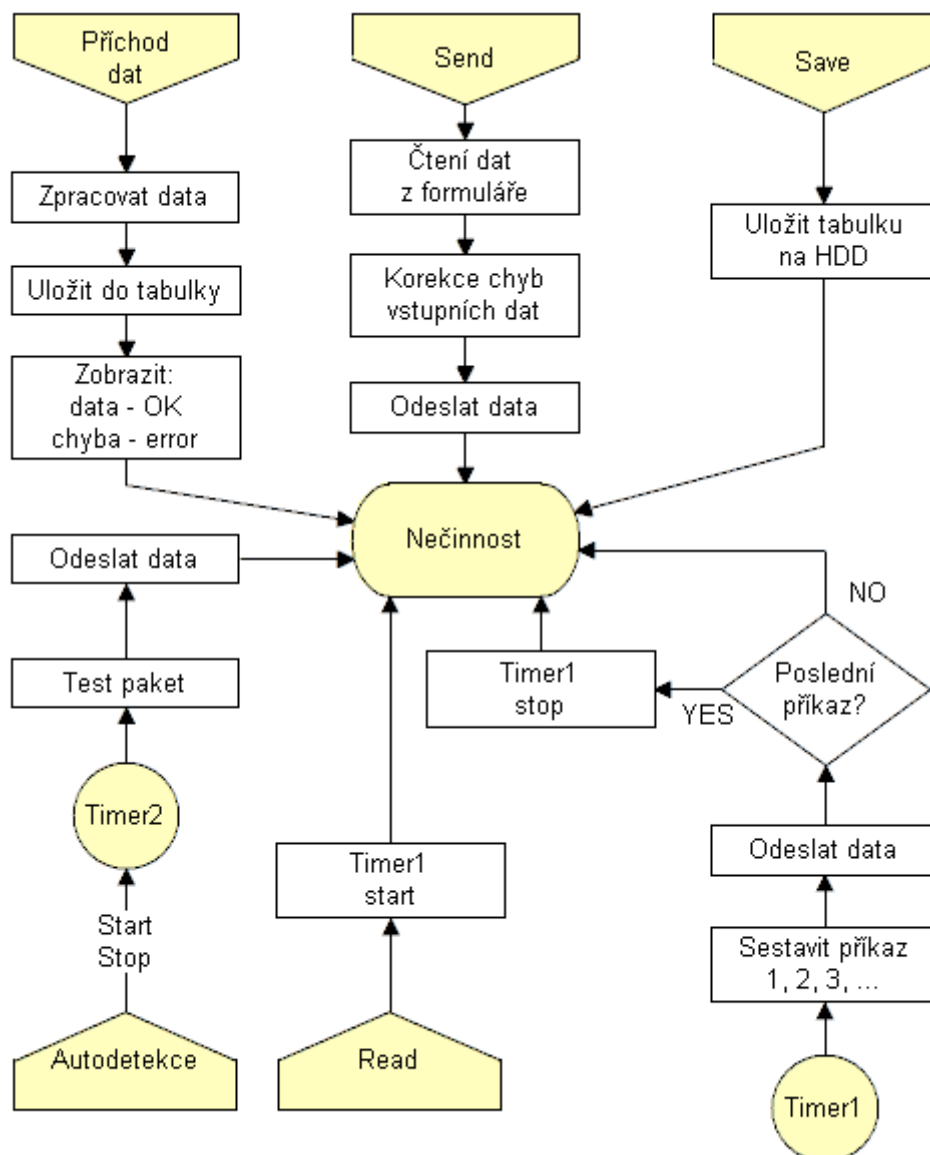 Příchod
dat
Send
Save
Zpracovat data
Čtení dat
z formuláře
Uložit tabulku
na HDD
Uložit do tabulky
Korekce chyb
vstupních dat
Zobrazit:
data - OK
chyba - error
Odeslat data
Nečinnost
Odeslat data
NO
Test paket
Timer1
stop
YES
Poslední
příkaz?
Timer2
Timer1
start
Odeslat data
Start
Stop
Sestavit příkaz
1, 2, 3, ...
Autodetekce
Read
Timer1